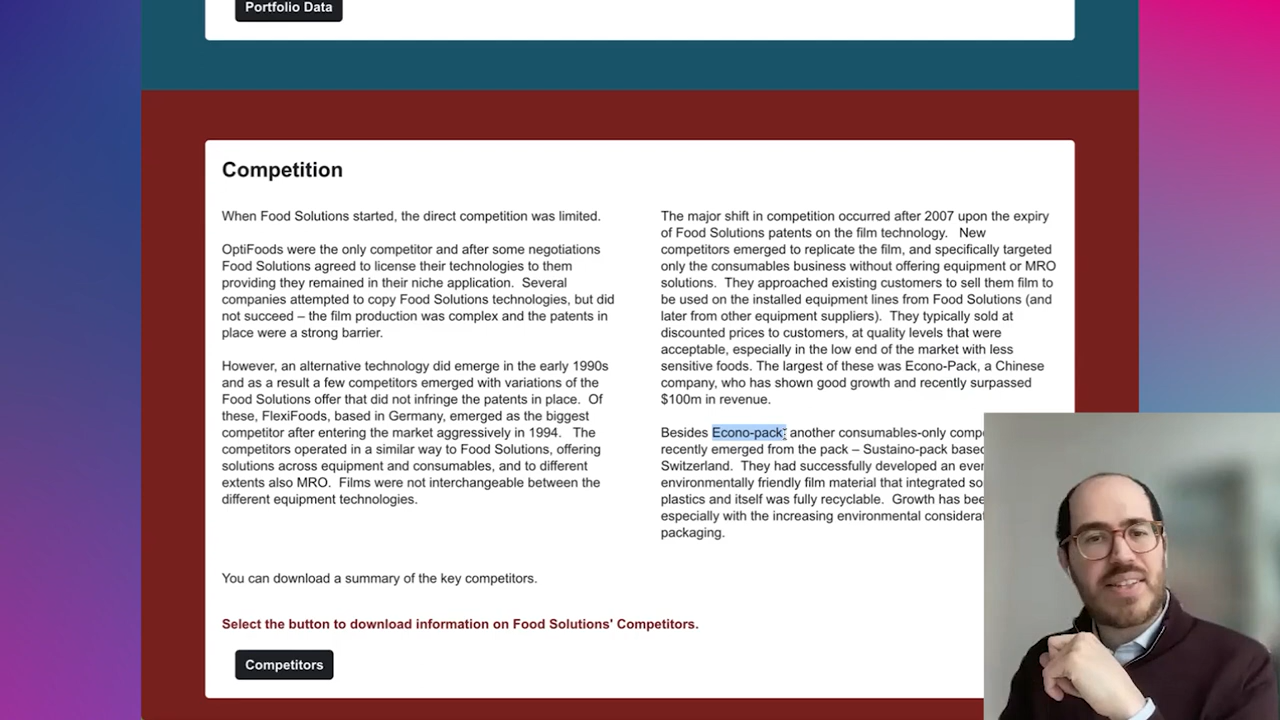 Portfolio Data
Competition
When Food Solutions started, the direct competition was limited.
OptiFoods were the only competitor and after some negotiations
Food Solutions agreed to license their technologies to them
providing they remained in their niche application. Several
companies attempted to copy Food Solutions technologies, but did
not succeed – the film production was complex and the patents in
place were a strong barrier.
However, an alternative technology did emerge in the early 1990s
and as a result a few competitors emerged with variations of the
Food Solutions offer that did not infringe the patents in place. Of
these, FlexiFoods, based in Germany, emerged as the biggest
competitor after entering the market aggressively in 1994. The
competitors operated in a similar way to Food Solutions, offering
solutions across equipment and consumables, and to different
extents also MRO. Films were not interchangeable between the
different equipment technologies.
The major shift in competition occurred after 2007 upon the expiry
of Food Solutions patents on the film technology. New
competitors emerged to replicate the film, and specifically targeted
only the consumables business without offering equipment or MRO
solutions. They approached existing customers to sell them film to
be used on the installed equipment lines from Food Solutions (and
later from other equipment suppliers). They typically sold at
discounted prices to customers, at quality levels that were
acceptable, especially in the low end of the market with less
sensitive foods. The largest of these was Econo-Pack, a Chinese
company, who has shown good growth and recently surpassed
$100m in revenue.
Besides Econo-pack, another consumables-only
recently emerged from the pack – Sustaino-pack
Switzerland. They had successfully developed an
environmentally friendly film material that integrated
plastics and itself was fully recyclable. Growth has
especially with the increasing environmental
packaging.
You can download a summary of the key competitors.
Select the button to download information on Food Solutions' Competitors.
Competitors